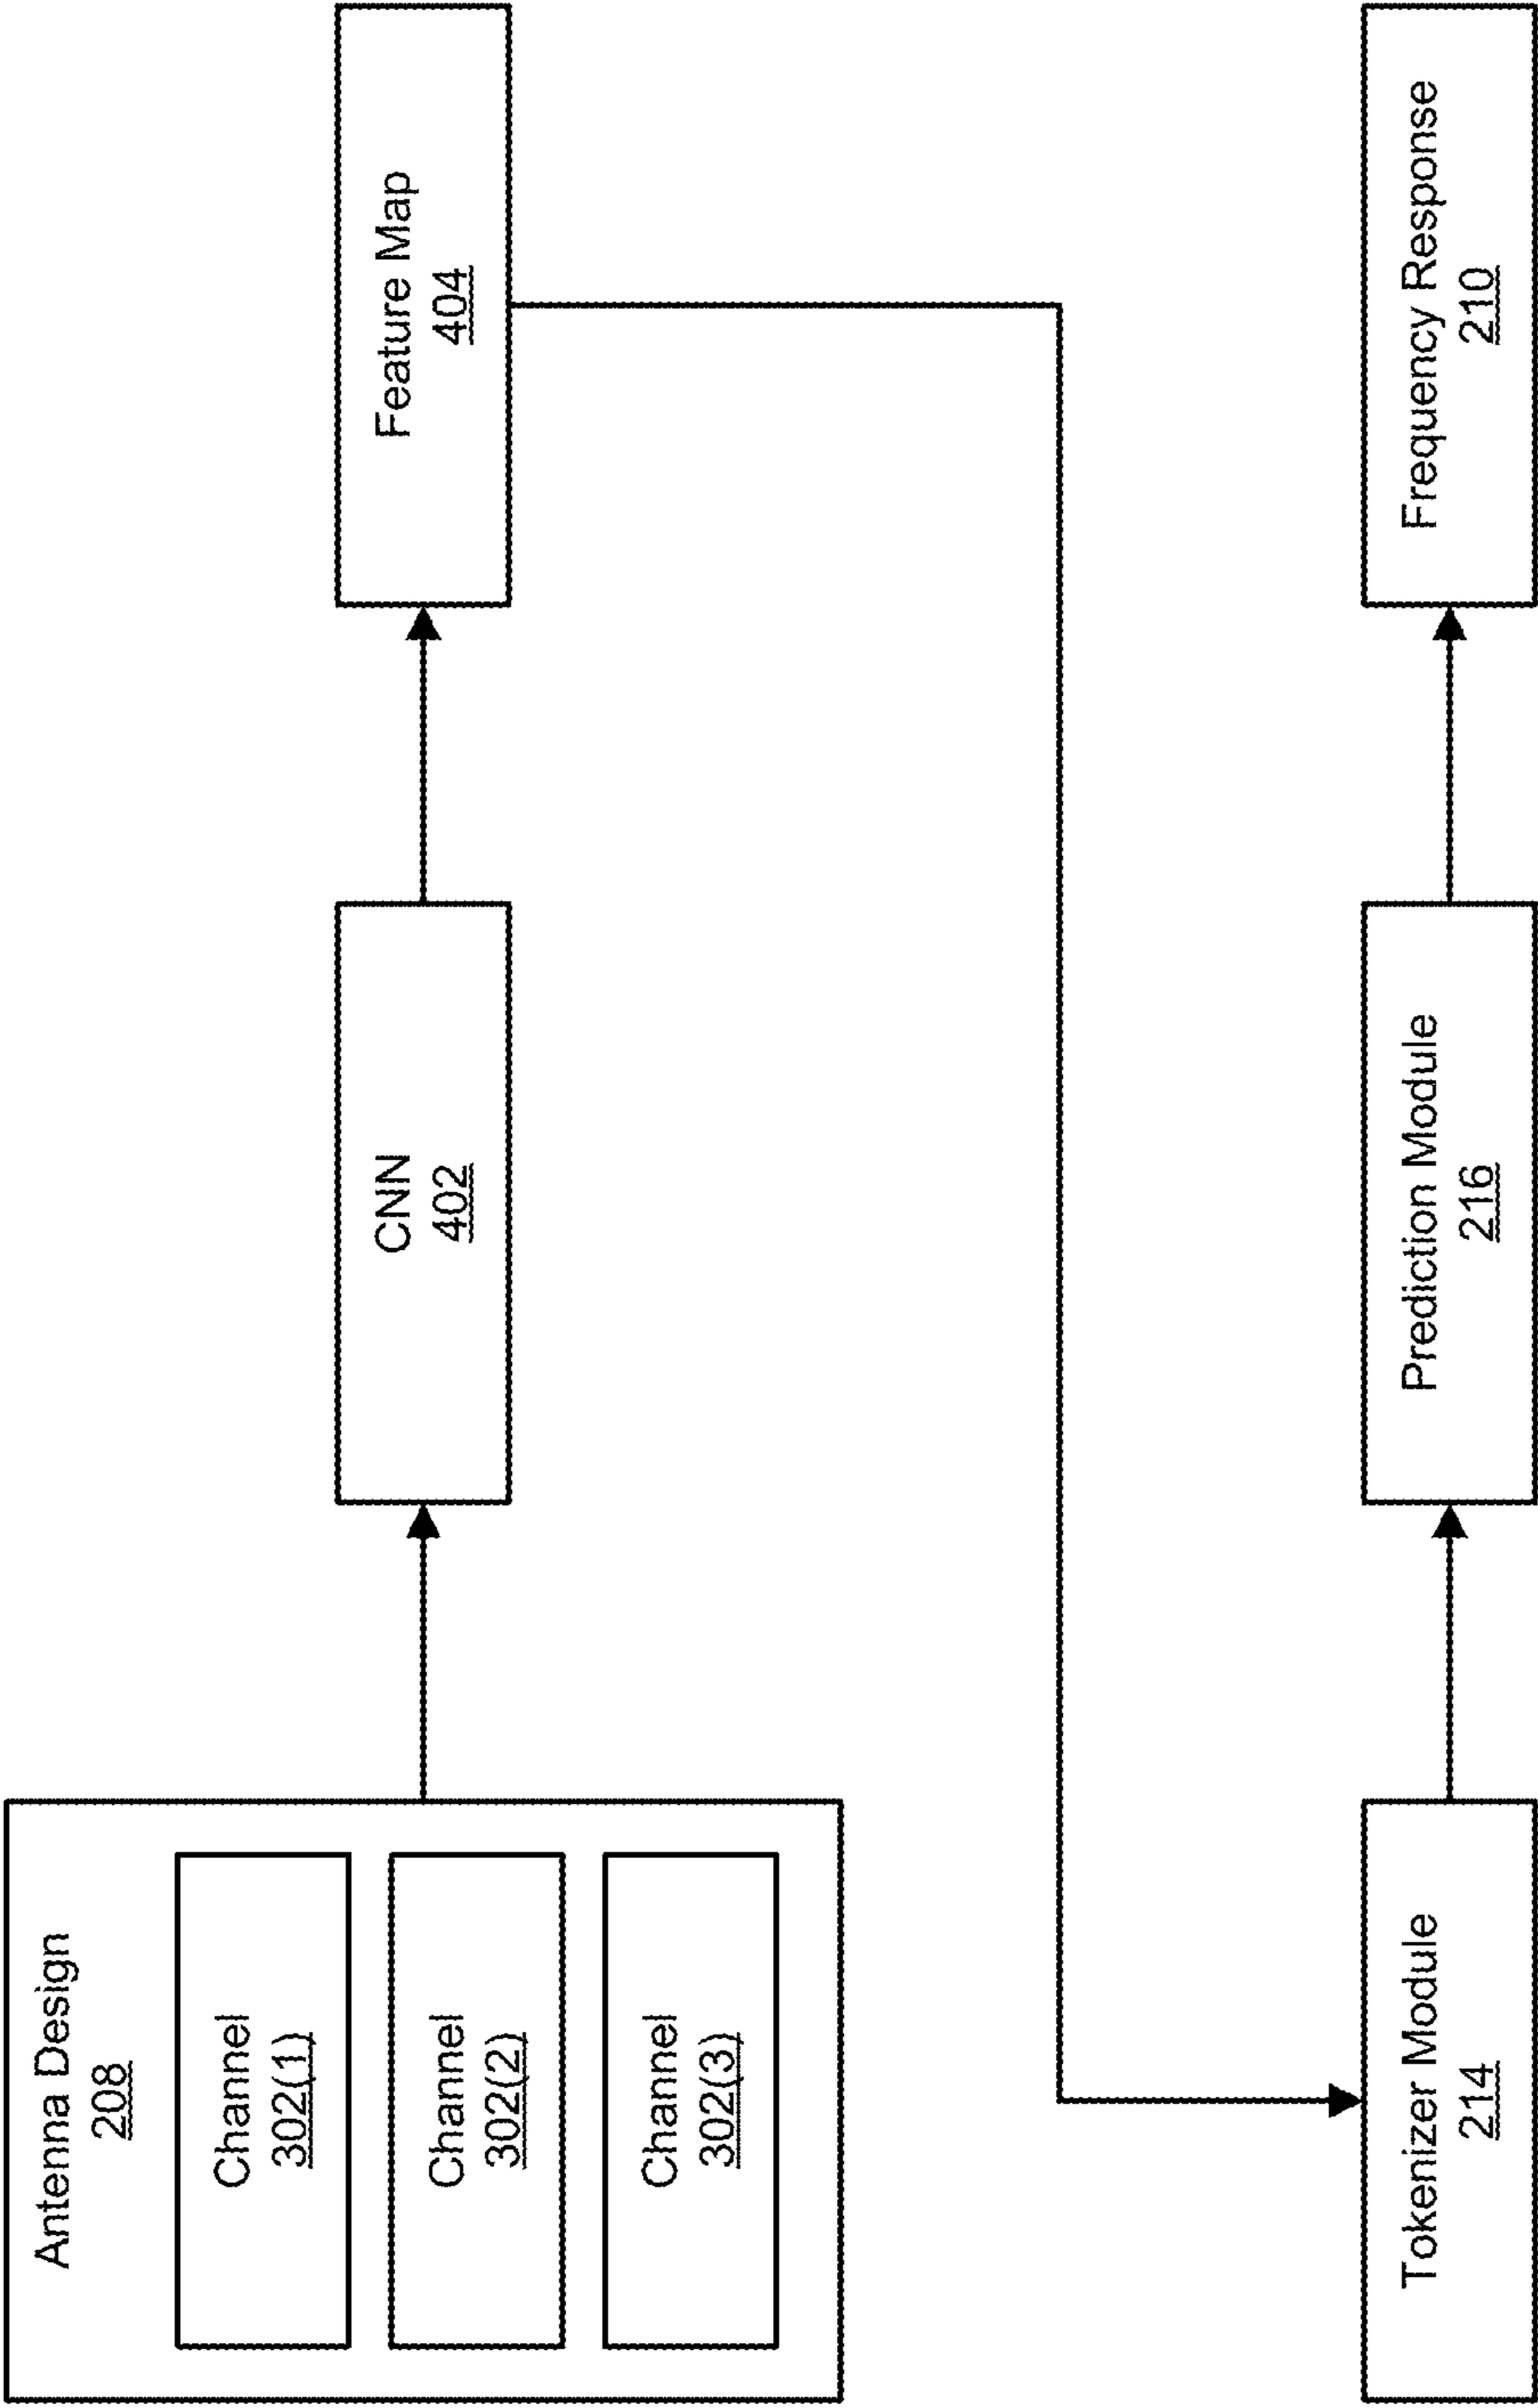 Antenna Design
208
Channel
302(1)
Channel
302(2)
Channel
302(3)
CNN
402
Feature Map
404
Tokenizer Module
214
Prediction Module
216
Frequency Response
210